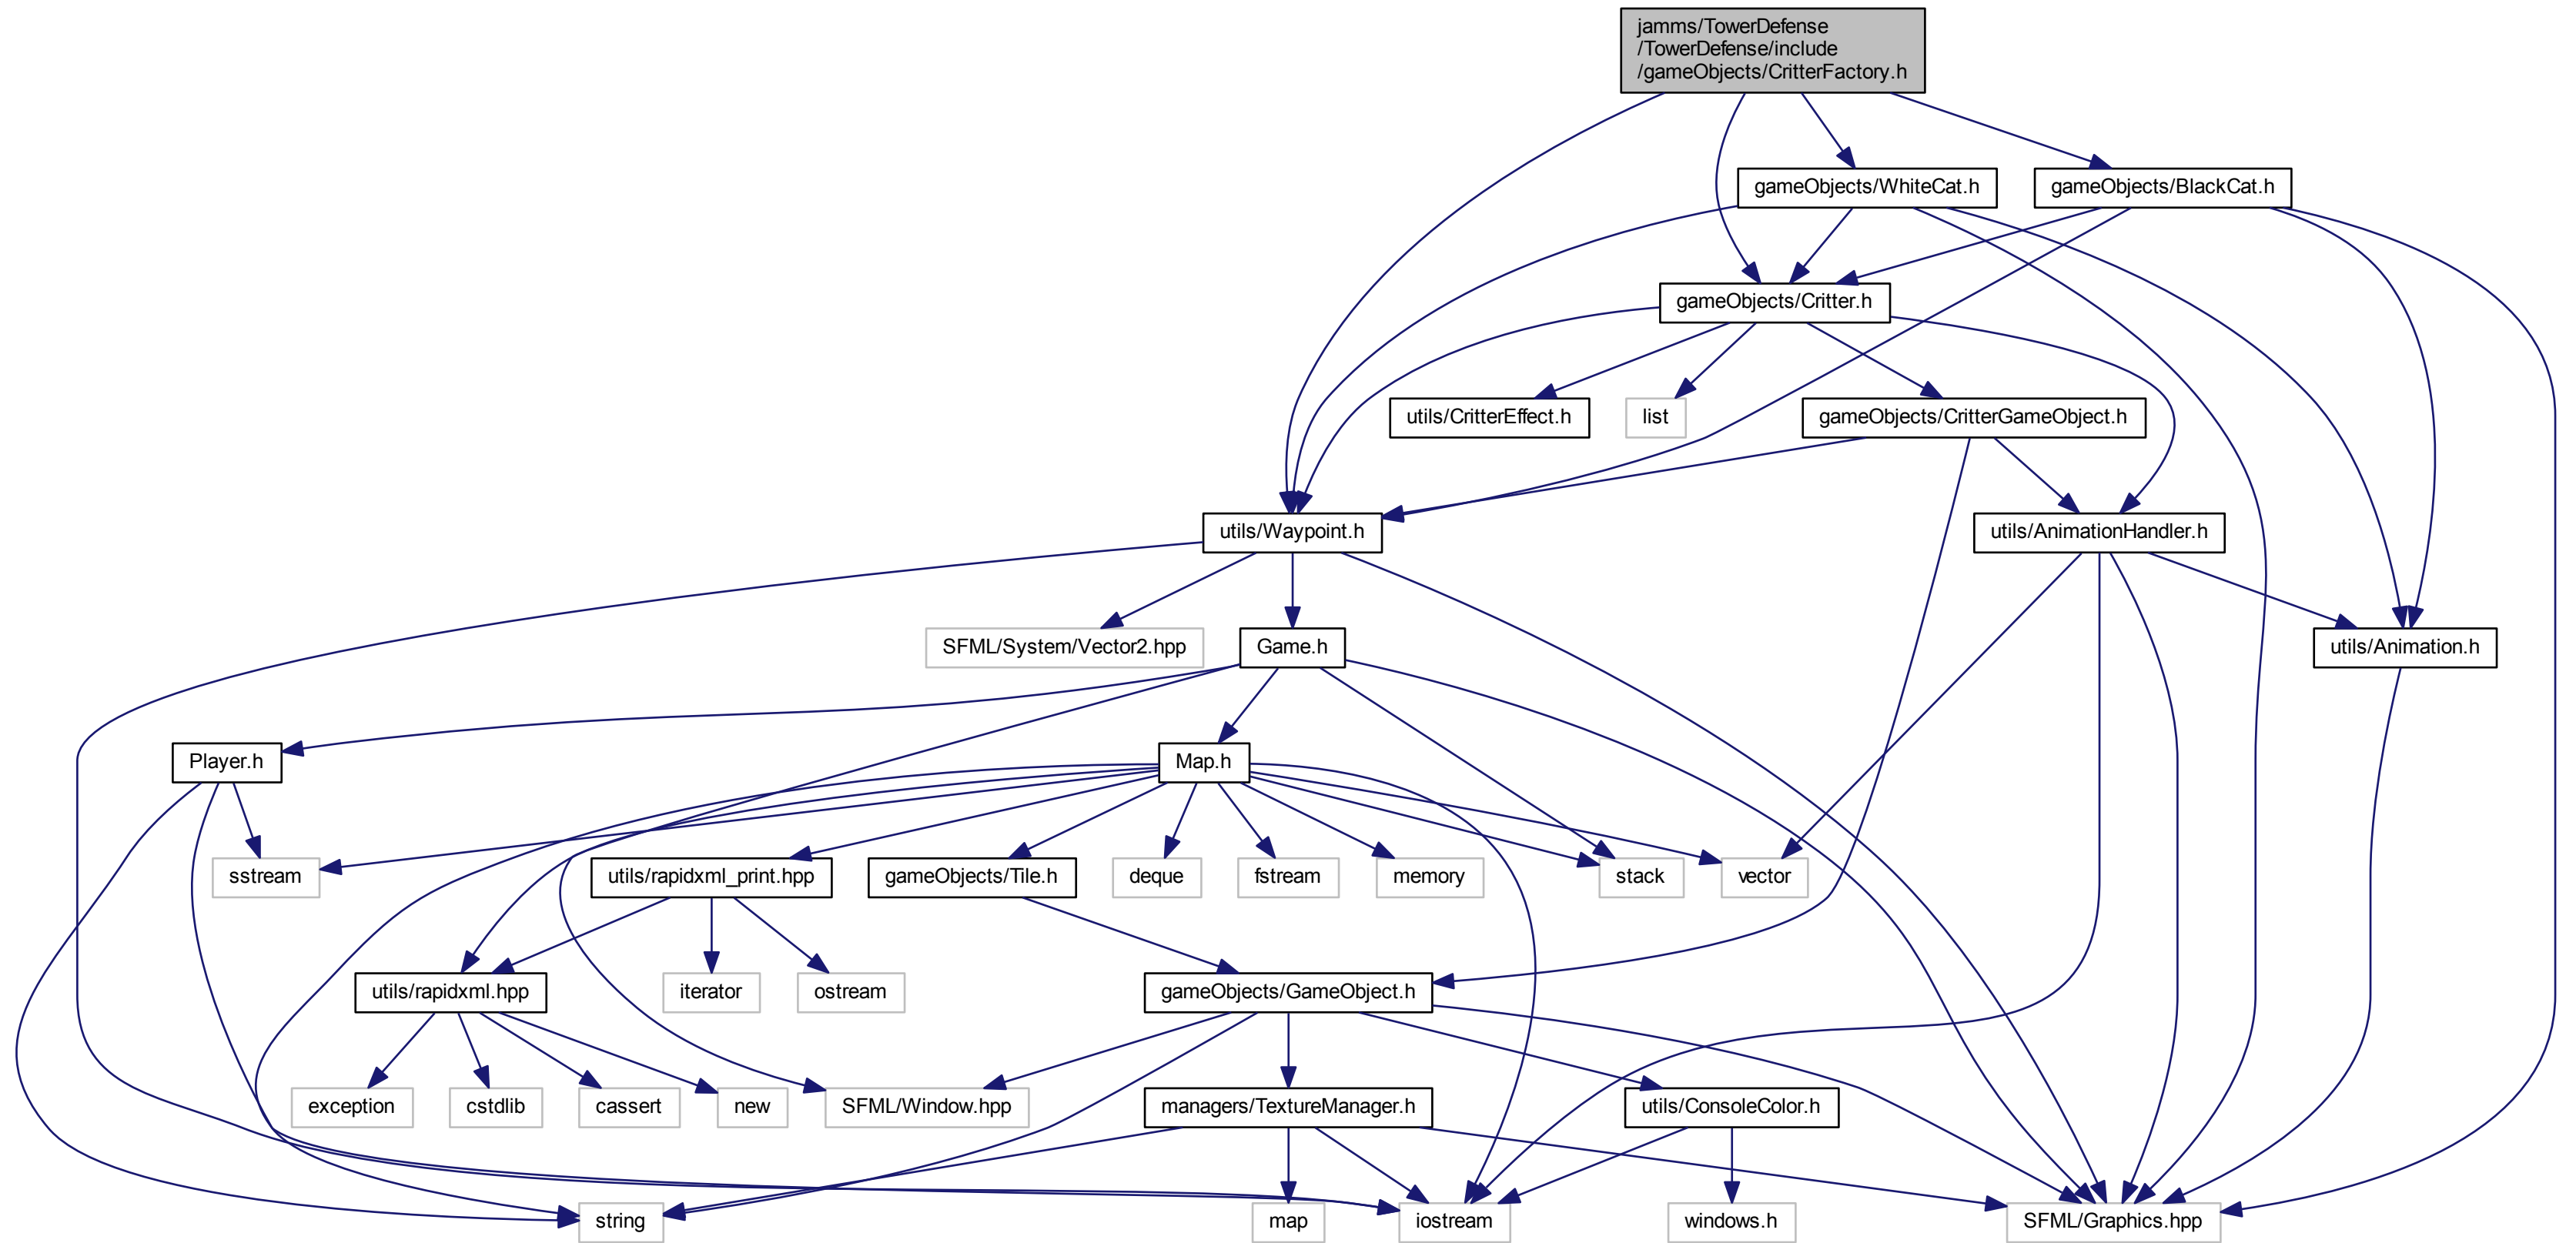 jamms/TowerDefense
/TowerDefense/include
/gameObjects/CritterFactory.h
gameObjects/WhiteCat.h
gameObjects/BlackCat.h
gameObjects/Critter.h
utils/CritterEffect.h
list
gameObjects/CritterGameObject.h
utils/Waypoint.h
utils/AnimationHandler.h
SFML/System/Vector2.hpp
Game.h
utils/Animation.h
Player.h
Map.h
sstream
utils/rapidxml_print.hpp
gameObjects/Tile.h
deque
fstream
memory
stack
vector
utils/rapidxml.hpp
iterator
ostream
gameObjects/GameObject.h
exception
cstdlib
cassert
new
SFML/Window.hpp
managers/TextureManager.h
utils/ConsoleColor.h
string
map
iostream
windows.h
SFML/Graphics.hpp